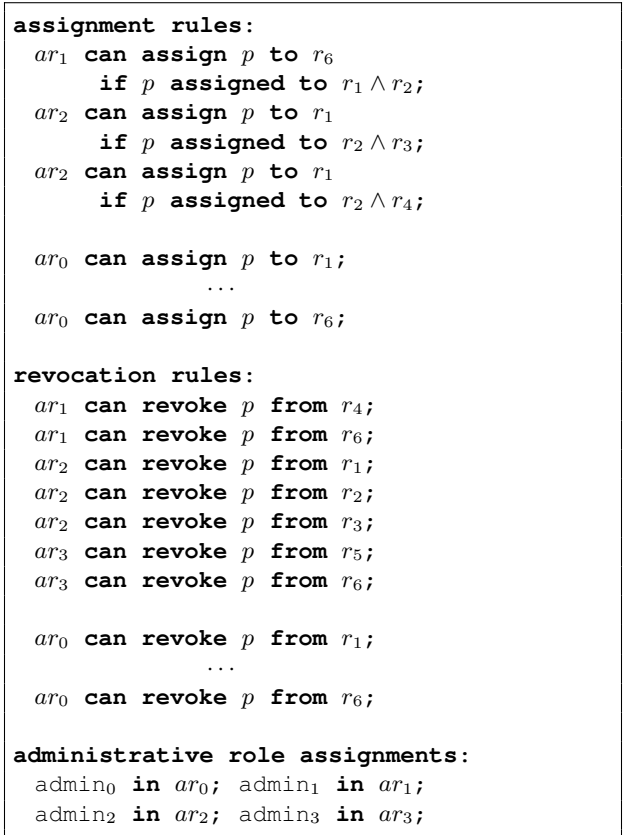 assignment rules:
ar₁ can assign p to r₆
if p assigned to r₁ ∧ r₂;
ar₂ can assign p to r₁
if p assigned to r₂ ∧ r₃;
ar₂ can assign p to r₁
if p assigned to r₂ ∧ r₄;
ar₀ can assign p to r₁;
...
ar₀ can assign p to r₆;
revocation rules:
ar₁ can revoke p from r₄;
ar₁ can revoke p from r₆;
ar₂ can revoke p from r₁;
ar₂ can revoke p from r₂;
ar₂ can revoke p from r₃;
ar₃ can revoke p from r₅;
ar₃ can revoke p from r₆;
ar₀ can revoke p from r₁;
...
ar₀ can revoke p from r₆;
administrative role assignments:
admin₀ in ar₀; admin₁ in ar₁;
admin₂ in ar₂; admin₃ in ar₃;